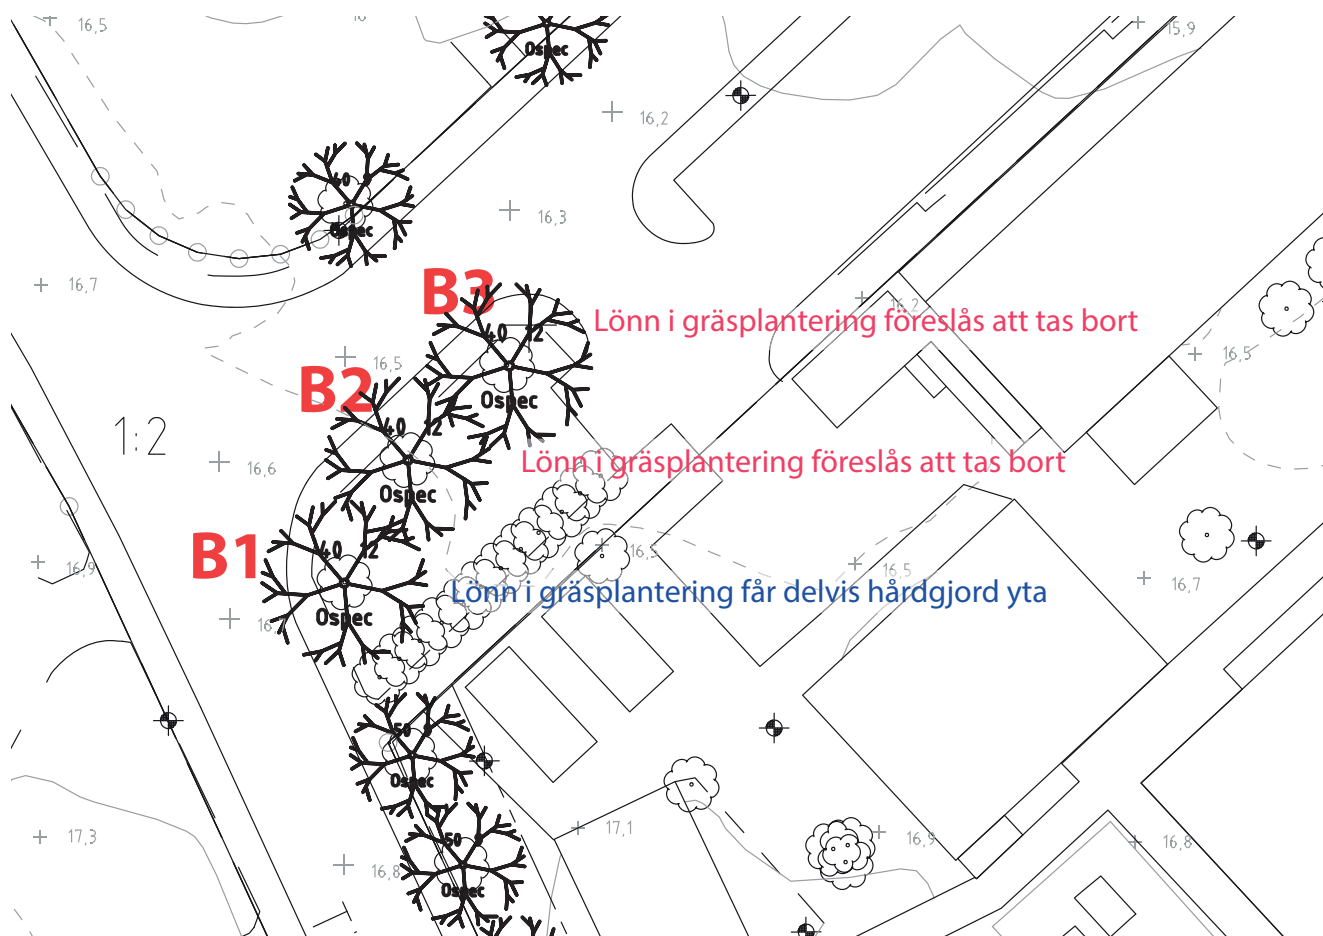 16,5
16
Ospec
15,9
16,2
40 9
Ospec
16,3
16,7
B3
16,2
Lönn i gräsplantering föreslås att tas bort
40 12
16,5
16,5
B2
Ospec
40 12
1:2
16,6
Lönn i gräsplantering föreslås att tas bort
Ospec
B1
40 12
16,5
16,9
16,5
16,7
Lönn i gräsplantering får delvis hårdgjord yta
Ospec
16,
50
Ospec
17,3
17,1
16,9
16,8
50
16,8
Ospec